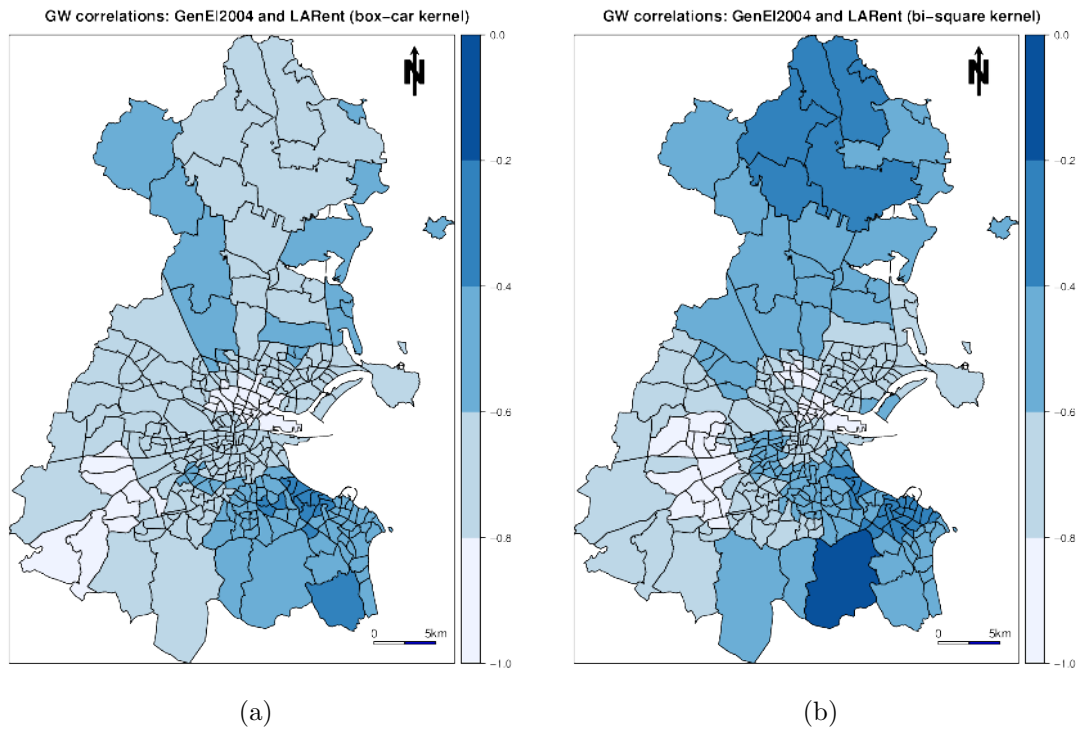 GW correlations: GenEl2004 and LARent (box−car kernel)
N
0.0
−0.2
−0.4
−0.6
−0.8
−1.0
0 5km
(a)
GW correlations: GenEl2004 and LARent (bi−square kernel)
N
0.0
−0.2
−0.4
−0.6
−0.8
−1.0
0 5km
(b)